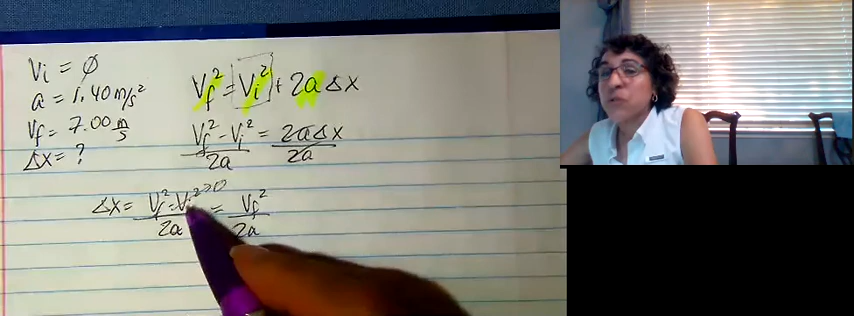 Vi = ∅
a = 1.40 m/s²
Vf = 7.00 m/s
Δx = ?
Vf² = Vi² + 2aΔx
Vf² - Vi² = 2aΔx
2a 2a
Δx = Vf² - Vi²→0 = Vf²
2a 2a